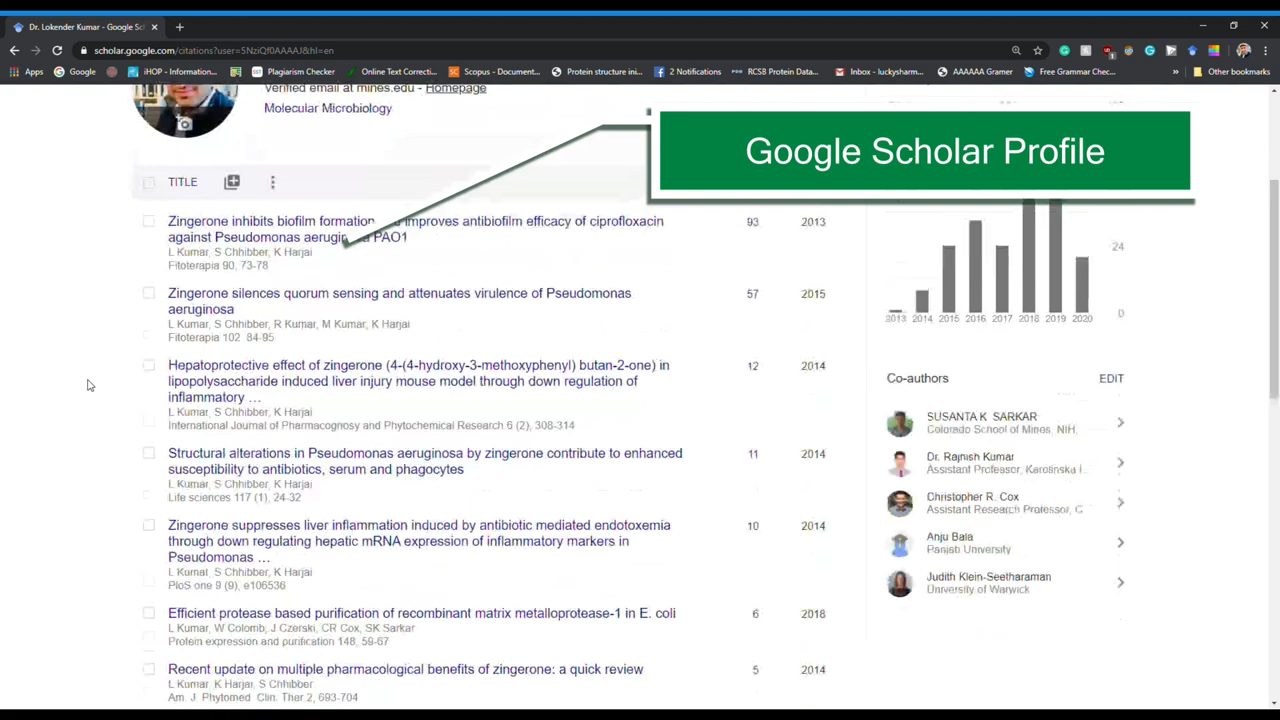 Dr. Lokender Kumar - Google Sch
scholar.google.com/citations?user=5NziQf0AAAAJ&hl=en
Apps
Google
iHOP - Information...
Plagiarism Checker
Online Text Correcti...
Scopus - Document...
Protein structure ini...
2 Notifications
RCSB Protein Data...
Inbox - luckysharm...
AAAAAA Gramer
Free Grammar Chec...
»
Other bookmarks
Verified email at mines.edu - Homepage
Molecular Microbiology
Google Scholar Profile
TITLE
Zingerone inhibits biofilm formation improves antibiofilm efficacy of ciprofloxacin
against Pseudomonas PAO1
L Kumar, S Chhibber, K Harjai
Fitoterapia 90, 73-78
93 2013
Zingerone silences quorum sensing and attenuates virulence of Pseudomonas
aeruginosa
L Kumar, S Chhibber, R Kumar, M Kumar, K Harjai
Fitoterapia 102 84-95
57 2015
Hepatoprotective effect of zingerone (4-(4-hydroxy-3-methoxyphenyl) butan-2-one) in
lipopolysaccharide induced liver injury mouse model through down regulation of
inflammatory …
L Kumar, S Chhibber, K Harjai
International Journal of Pharmacognosy and Phytochemical Research 6 (2), 308-314
12 2014
Structural alterations in Pseudomonas aeruginosa by zingerone contribute to enhanced
susceptibility to antibiotics, serum and phagocytes
L Kumar, S Chhibber, K Harjai
Life sciences 117 (1), 24-32
11 2014
Zingerone suppresses liver inflammation induced by antibiotic mediated endotoxemia
through down regulating hepatic mRNA expression of inflammatory markers in
Pseudomonas …
L Kumar, S Chhibber, K Harjai
PloS one 9 (9), e106536
10 2014
Efficient protease based purification of recombinant matrix metalloprotease-1 in E. coli
L Kumar, W Colomb, J Czerski, CR Cox, SK Sarkar
Protein expression and purification 148, 59-67
6 2018
Recent update on multiple pharmacological benefits of zingerone: a quick review
L Kumar, K Harjai, S Chhibber
Am. J. Phytomed. Clin. Ther 2, 693-704
5 2014
24
0
2013 2014 2015 2016 2017 2018 2019 2020
Co-authors
EDIT
SUSANTA K. SARKAR
Colorado School of Mines, NIH,
Dr. Rajnish Kumar
Assistant Professor, Karolinska I..
Christopher R. Cox
Assistant Research Professor, C
Anju Bala
Panjab University
Judith Klein-Seetharaman
University of Warwick